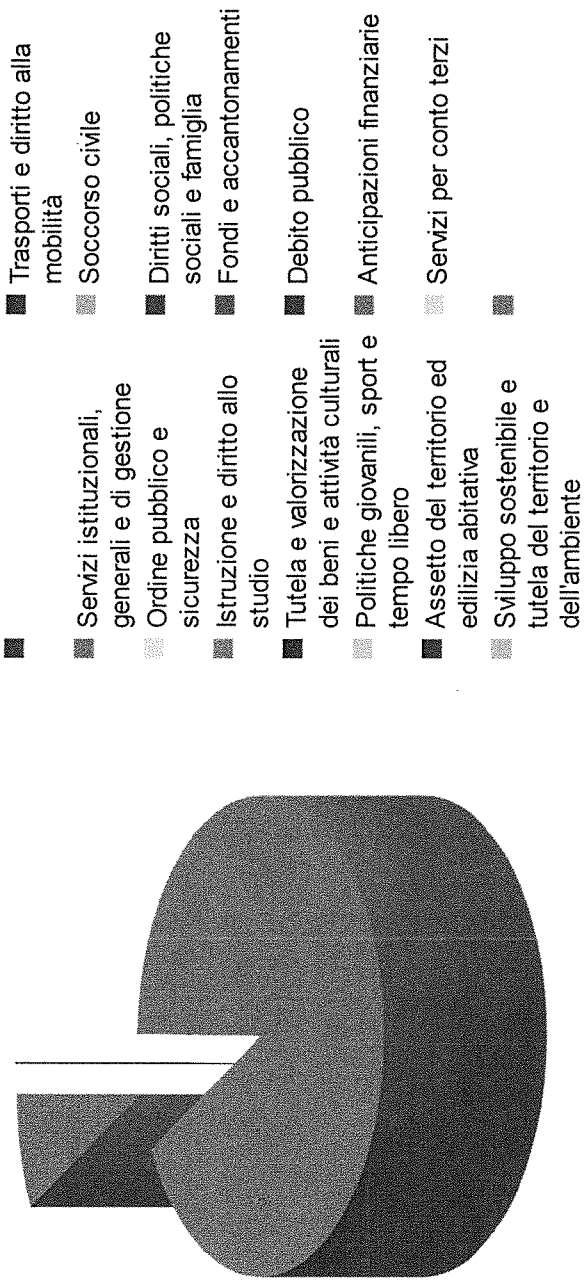 Servizi istituzionali,
generali e di gestione
Ordine pubblico e
sicurezza
Istruzione e diritto allo
studio
Tutela e valorizzazione
dei beni e attività culturali
Politiche giovanili, sport e
tempo libero
Assetto del territorio ed
edilizia abitativa
Sviluppo sostenibile e
tutela del territorio e
dell'ambiente
Trasporti e diritto alla
mobilità
Soccorso civile
Diritti sociali, politiche
sociali e famiglia
Fondi e accantonamenti
Debito pubblico
Anticipazioni finanziarie
Servizi per conto terzi